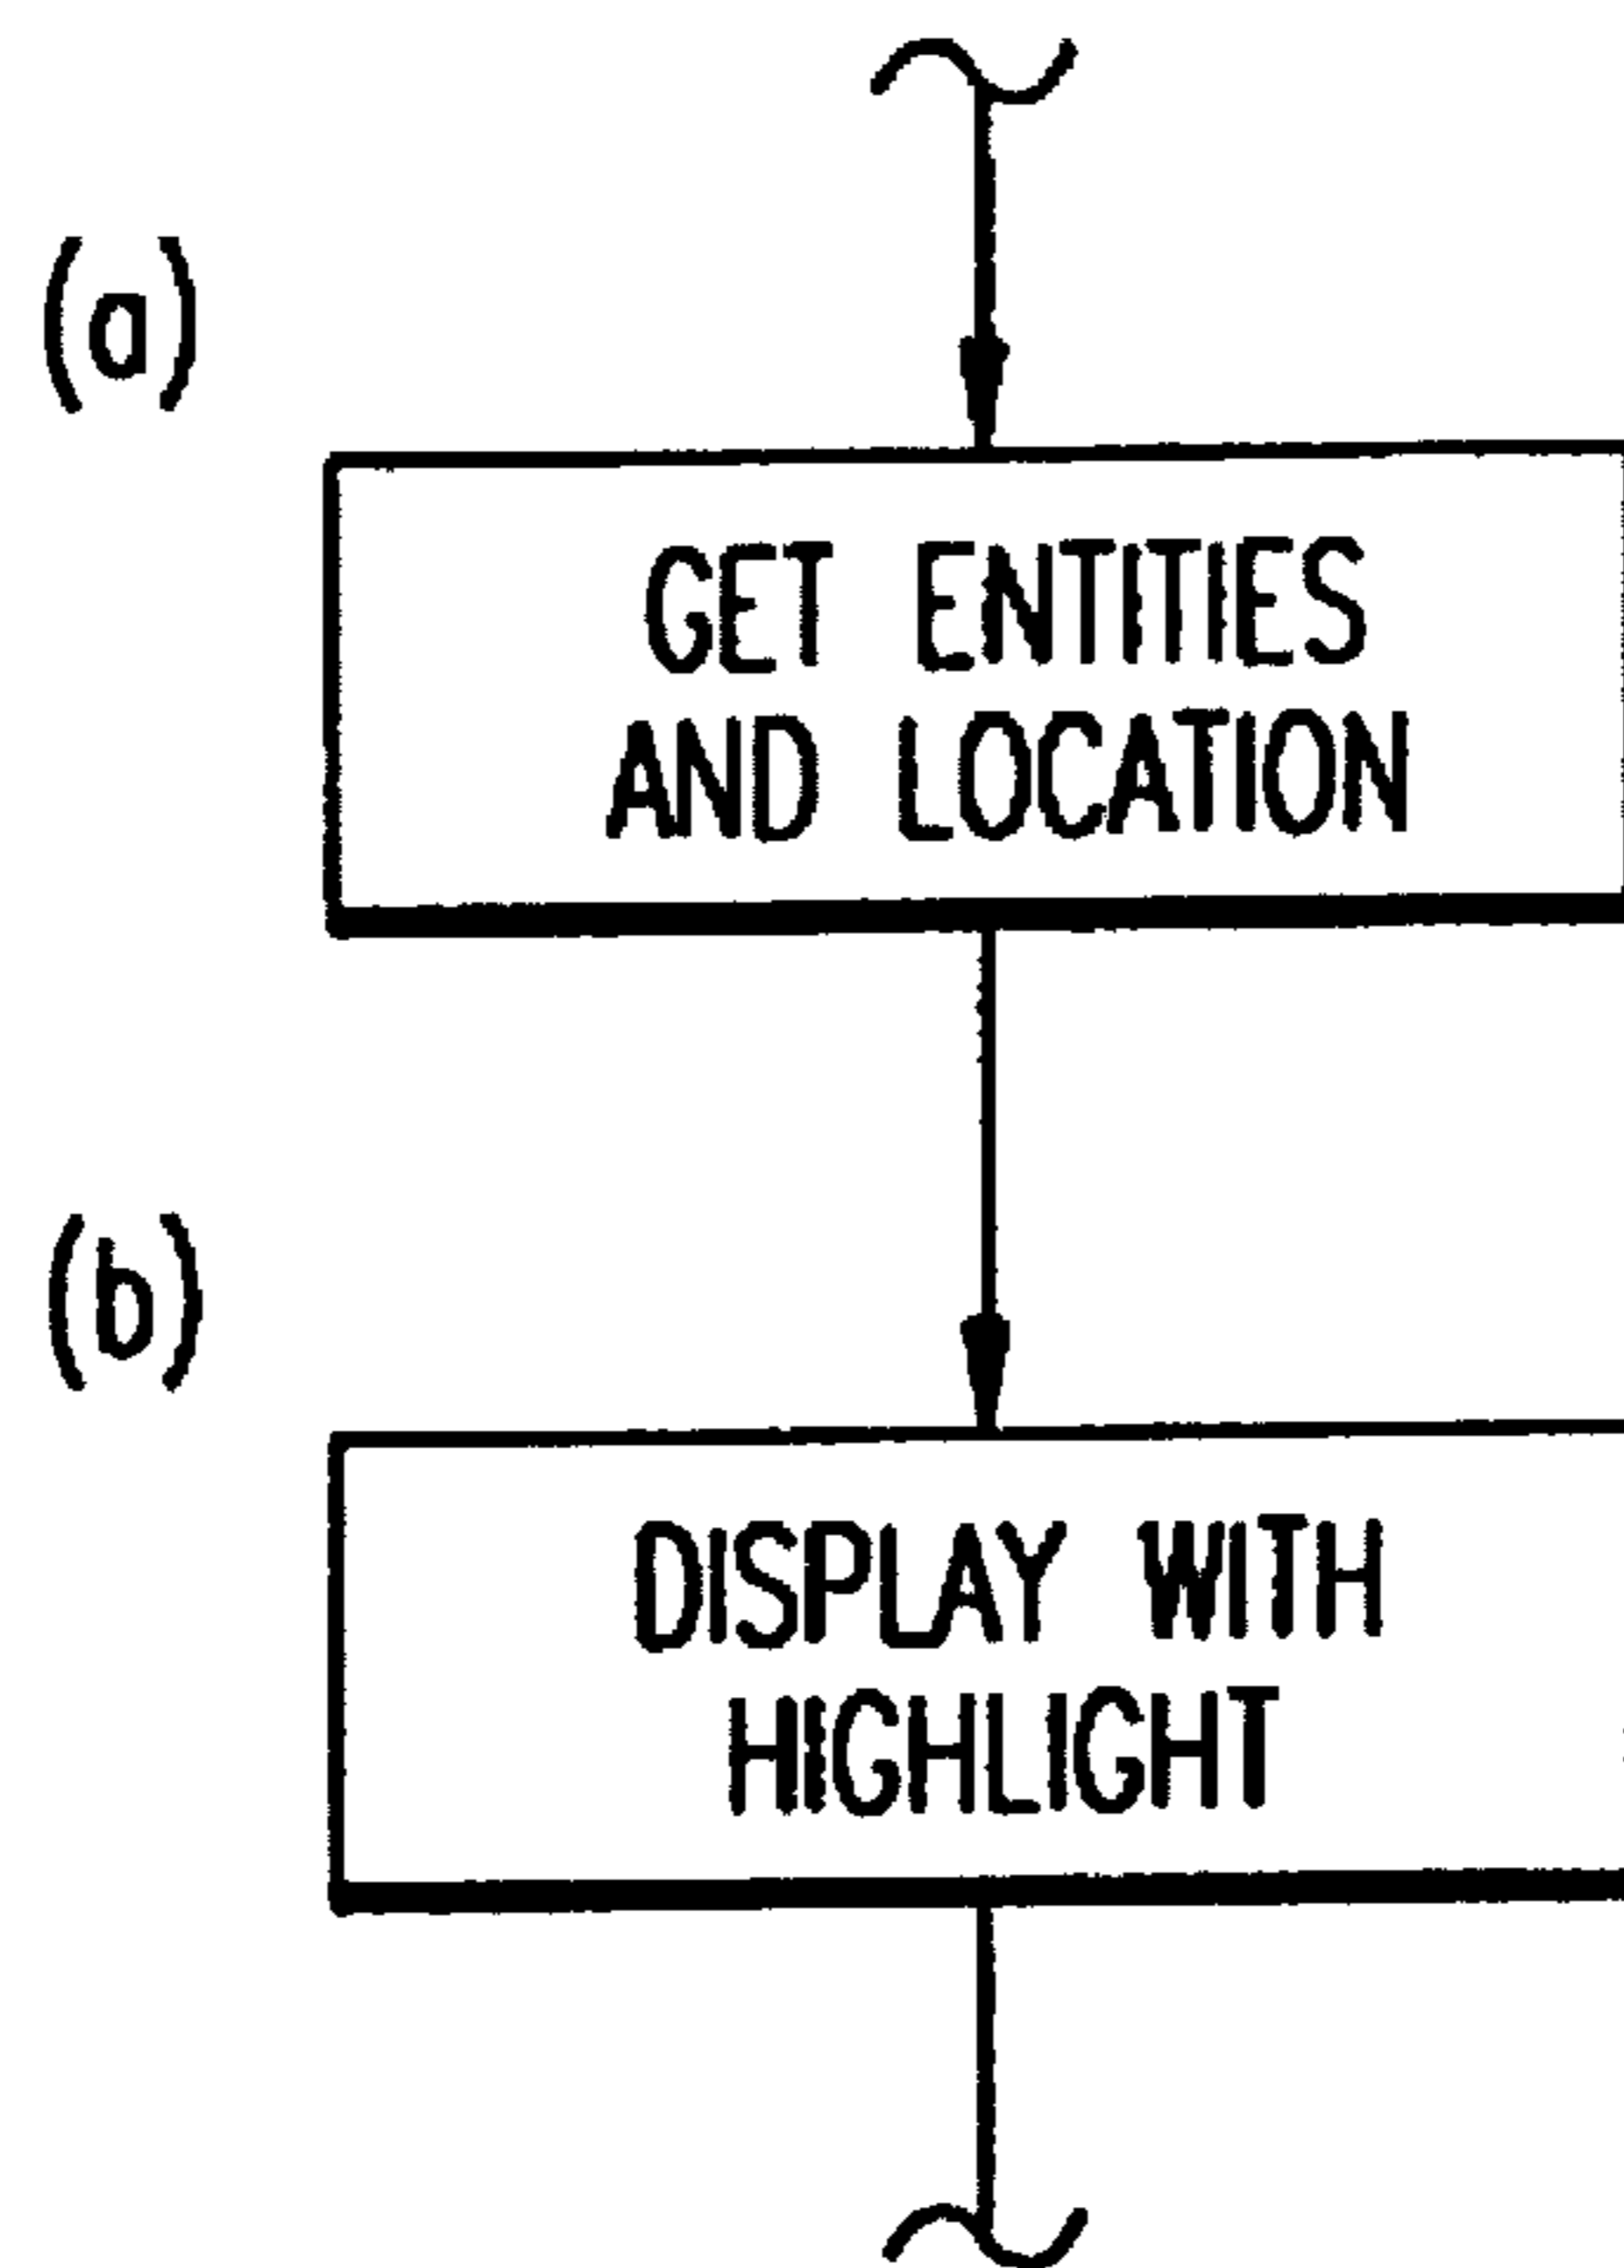 (a)
GET ENTITIES
AND LOCATION
(b)
DISPLAY WITH
HIGHLIGHT